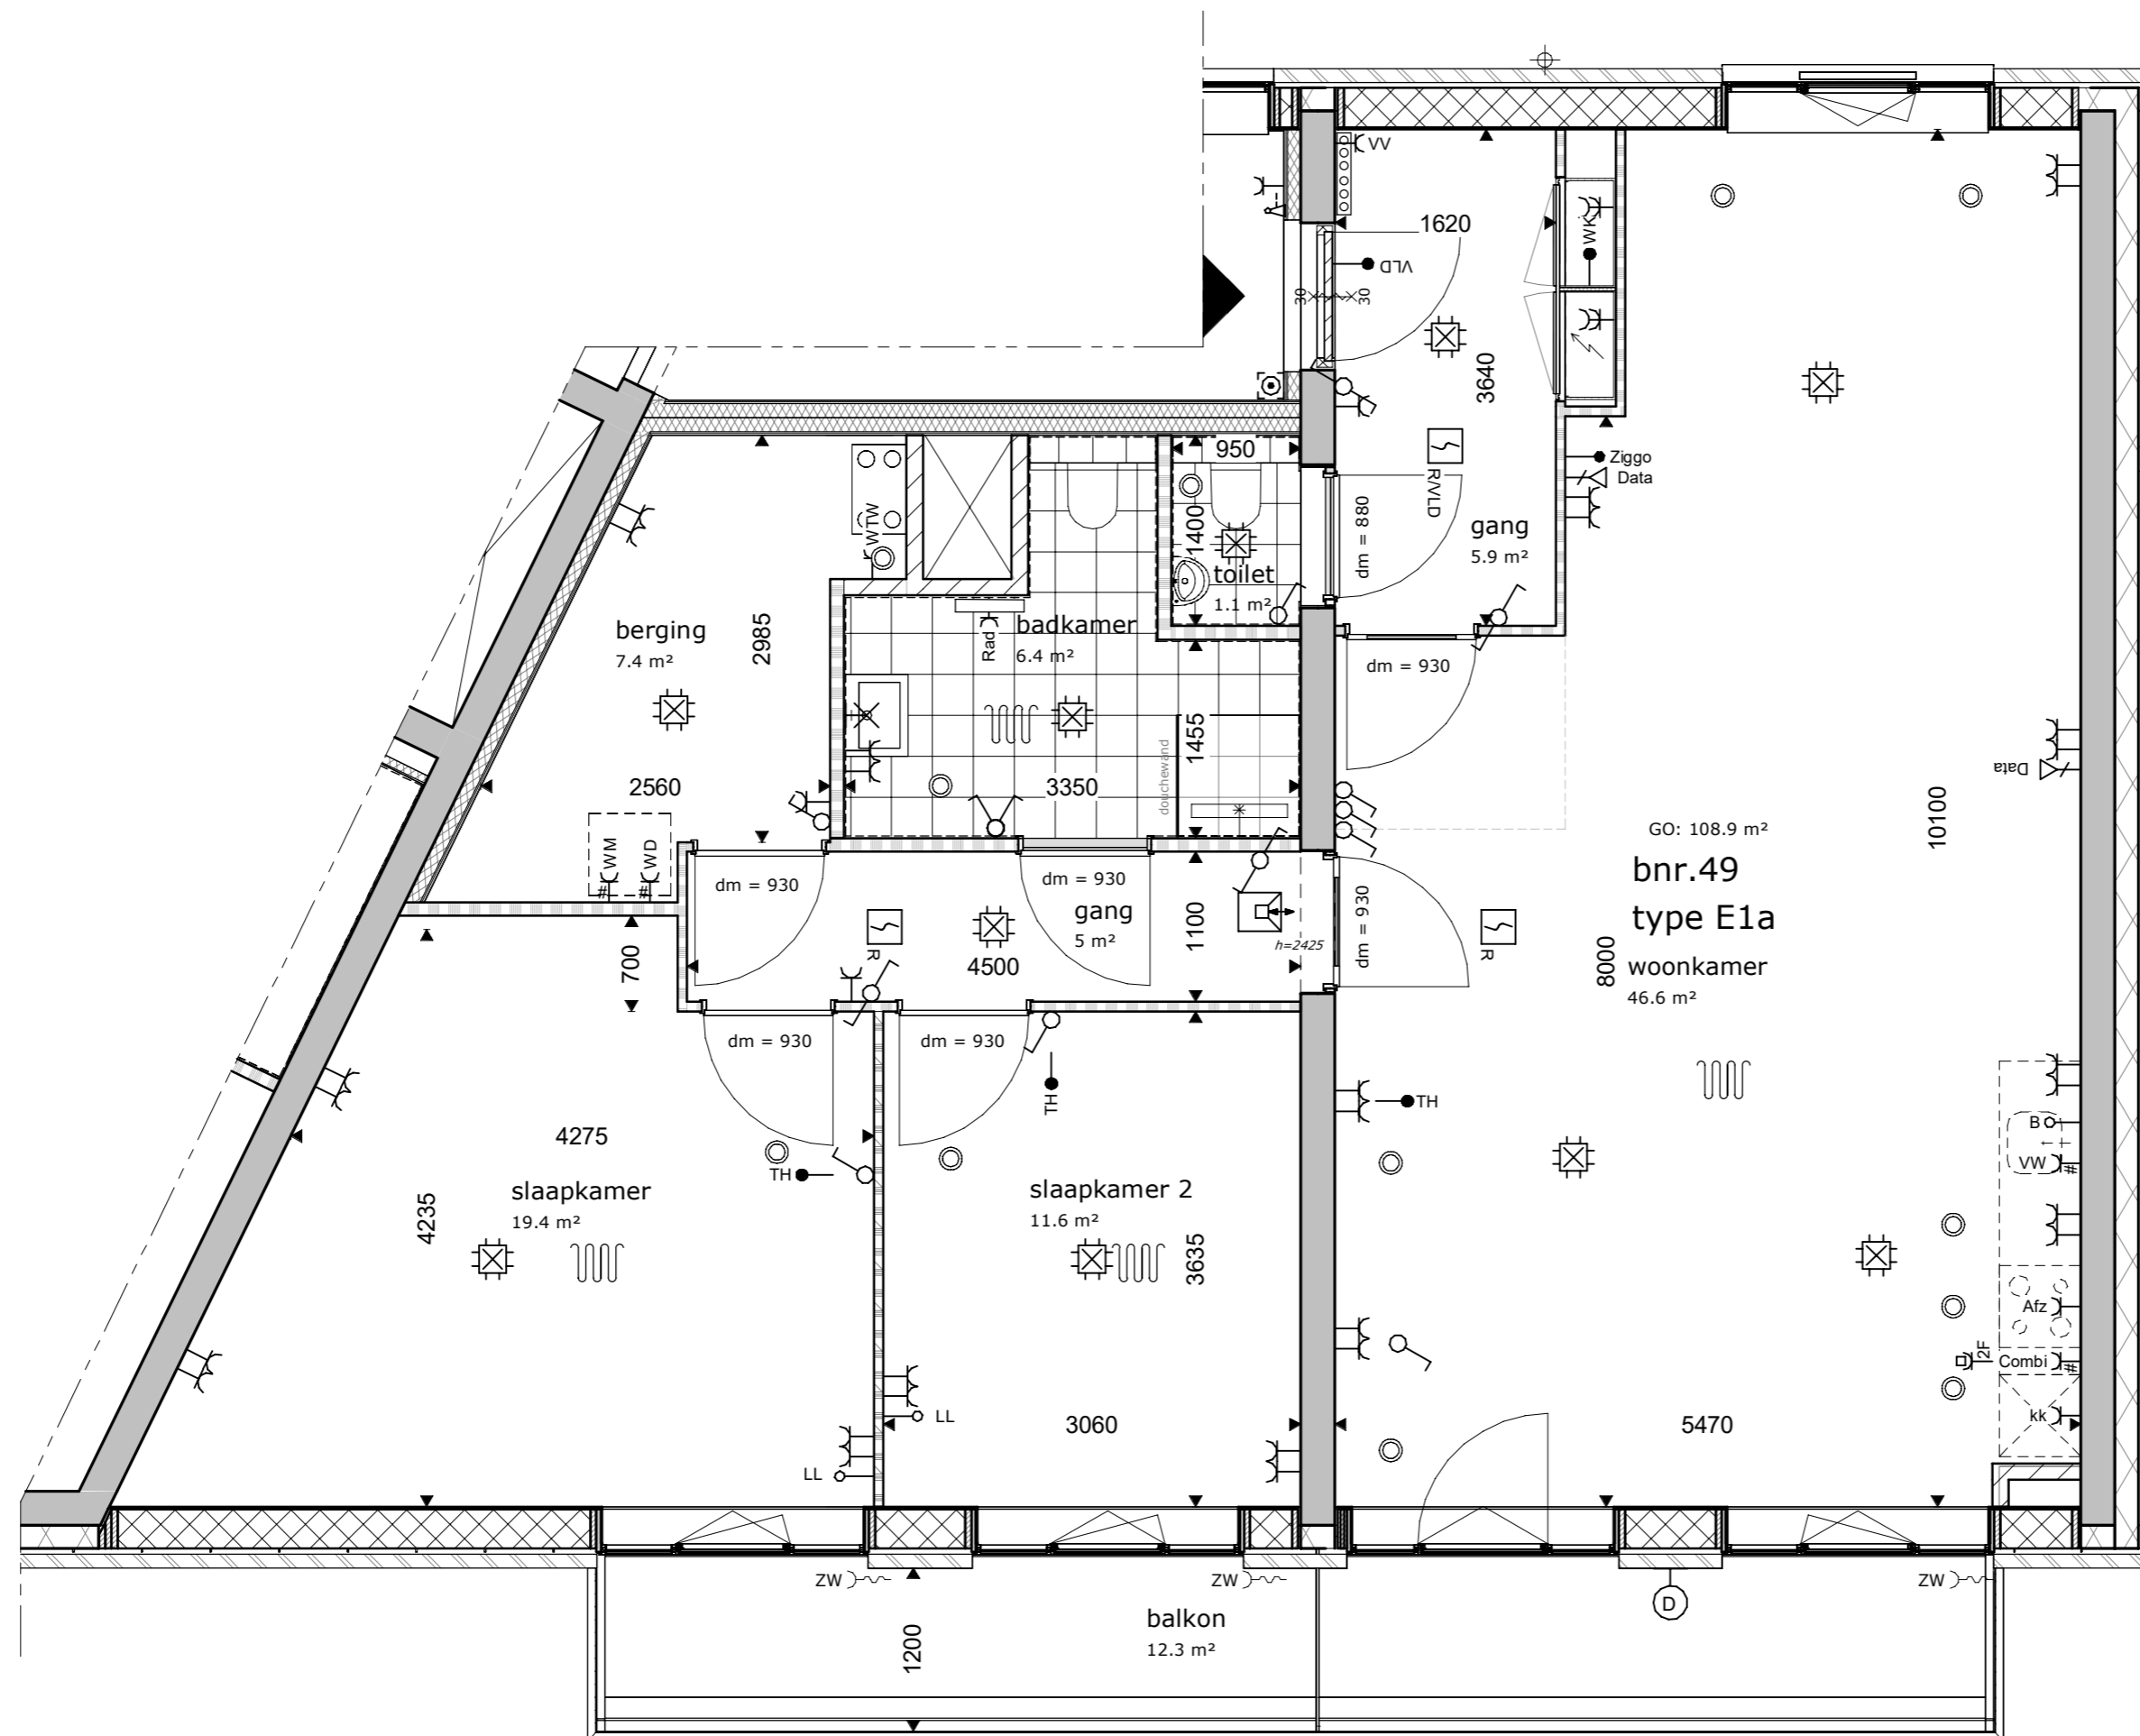 VV
1620
WK
VLD
30
30
3640
950
Ziggo
Data
R/VLD
WTW
1400
dm = 880
gang
5.9 m²
toilet
1.1 m²
berging
7.4 m²
2985
Rad
badkamer
6.4 m²
dm = 930
1455
douchewand
Data
2560
3350
10100
GO: 108.9 m²
bnr.49
type E1a
woonkamer
46.6 m²
8000
WM
WD
#
#
dm = 930
dm = 930
gang
5 m²
1100
h=2425
dm = 930
R
R
700
4500
dm = 930
dm = 930
TH
TH
B
VW
#
4275
TH
slaapkamer
19.4 m²
4235
slaapkamer 2
11.6 m²
3635
Afz
2F
Combi
#
kk
LL
3060
5470
LL
ZW
ZW
ZW
D
balkon
12.3 m²
1200